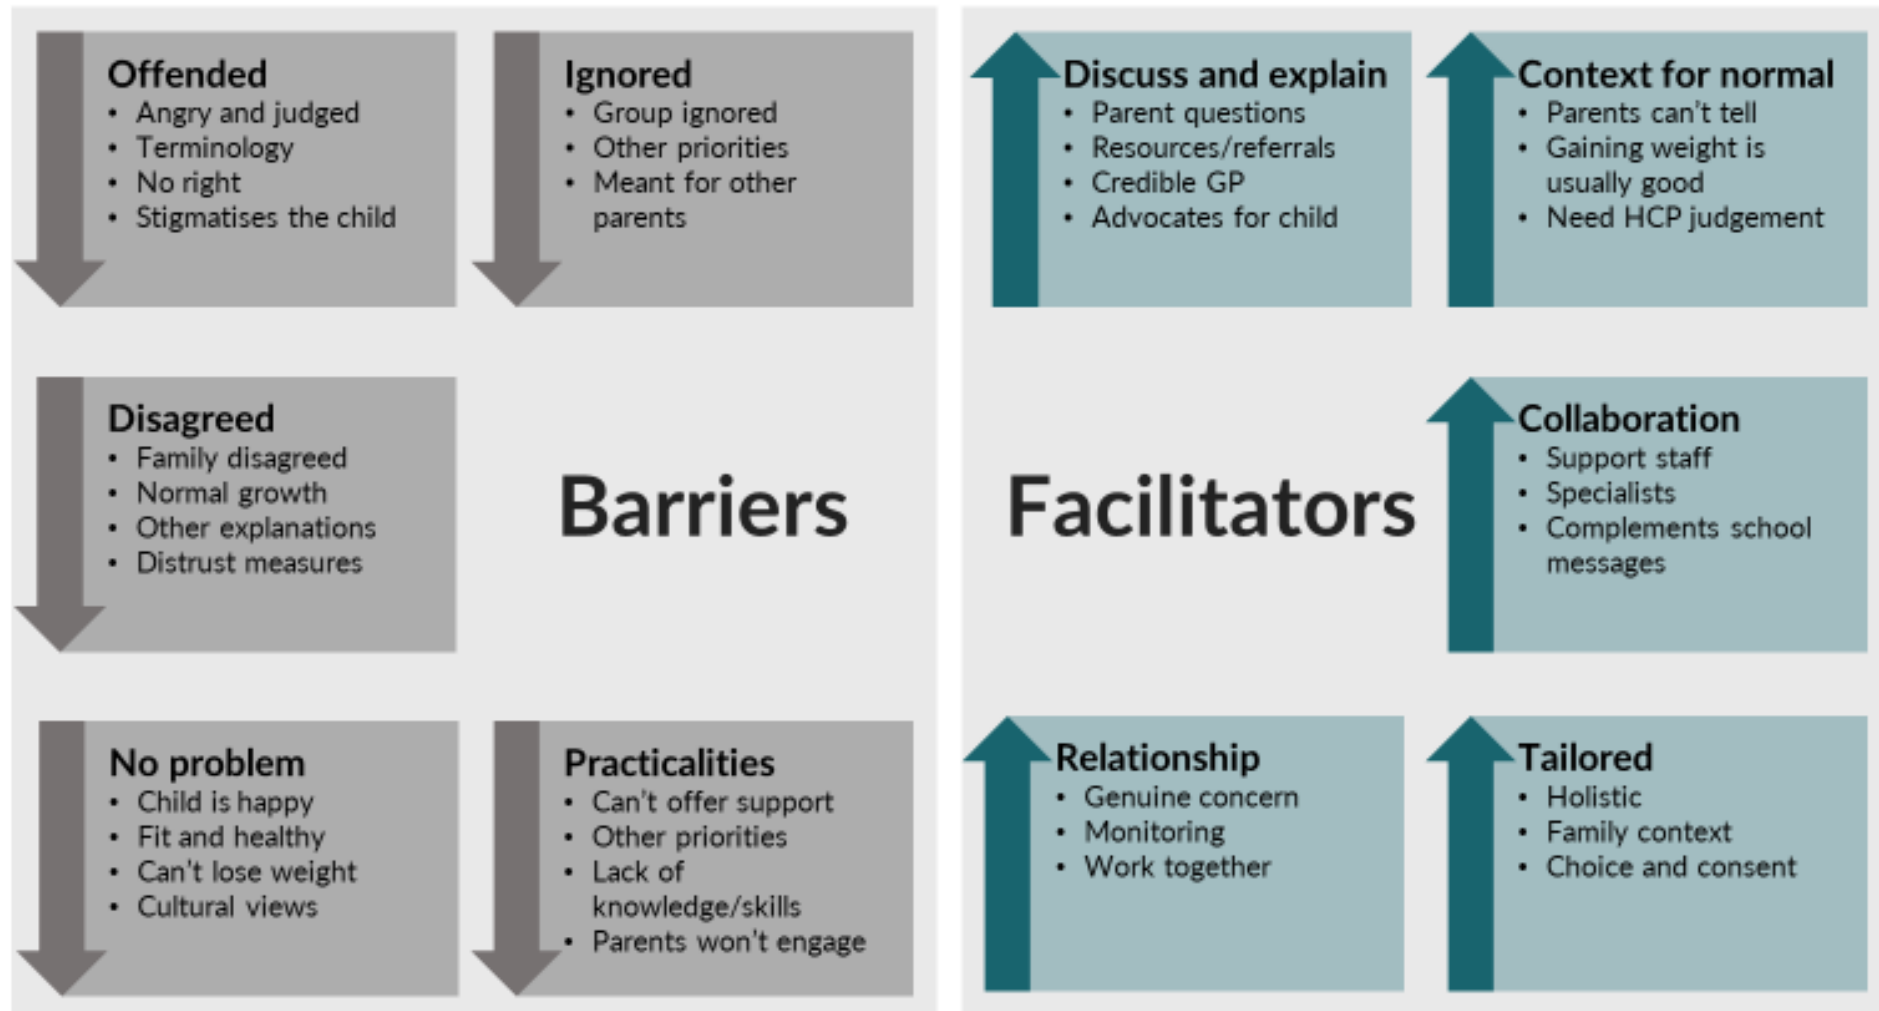 Offended
• Angry and judged
• Terminology
• No right
• Stigmatises the child
Ignored
• Group ignored
• Other priorities
• Meant for other
parents
Disagreed
• Family disagreed
• Normal growth
• Other explanations
• Distrust measures
Barriers
No problem
• Child is happy
• Fit and healthy
• Can't lose weight
• Cultural views
Practicalities
• Can't offer support
• Other priorities
• Lack of
knowledge/skills
• Parents won't engage
Discuss and explain
• Parent questions
• Resources/referrals
• Credible GP
• Advocates for child
Context for normal
• Parents can't tell
• Gaining weight is
usually good
• Need HCP judgement
Facilitators
Collaboration
• Support staff
• Specialists
• Complements school
messages
Relationship
• Genuine concern
• Monitoring
• Work together
Tailored
• Holistic
• Family context
• Choice and consent